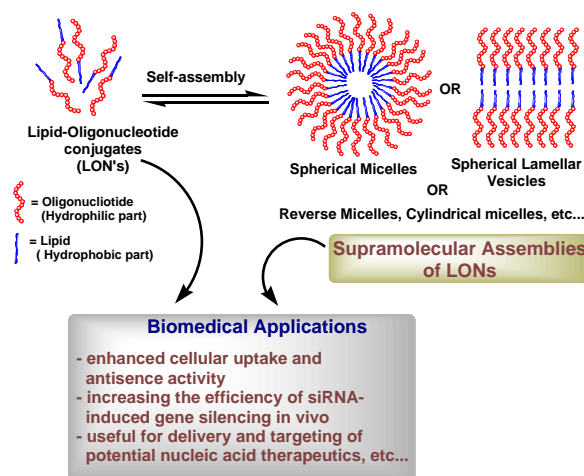 Self-assembly
OR
Lipid-Oligonucleotide
conjugates
(LON's)
Spherical Micelles
Spherical Lamellar
Vesicles
= Oligonucliotide
(Hydrophilic part)
OR
Reverse Micelles, Cylindrical micelles, etc...
= Lipid
( Hydrophobic part)
Supramolecular Assemblies
of LONs
Biomedical Applications
- enhanced cellular uptake and
antisence activity
- increasing the efficiency of siRNA-
induced gene silencing in vivo
- useful for delivery and targeting of
potential nucleic acid therapeutics, etc...